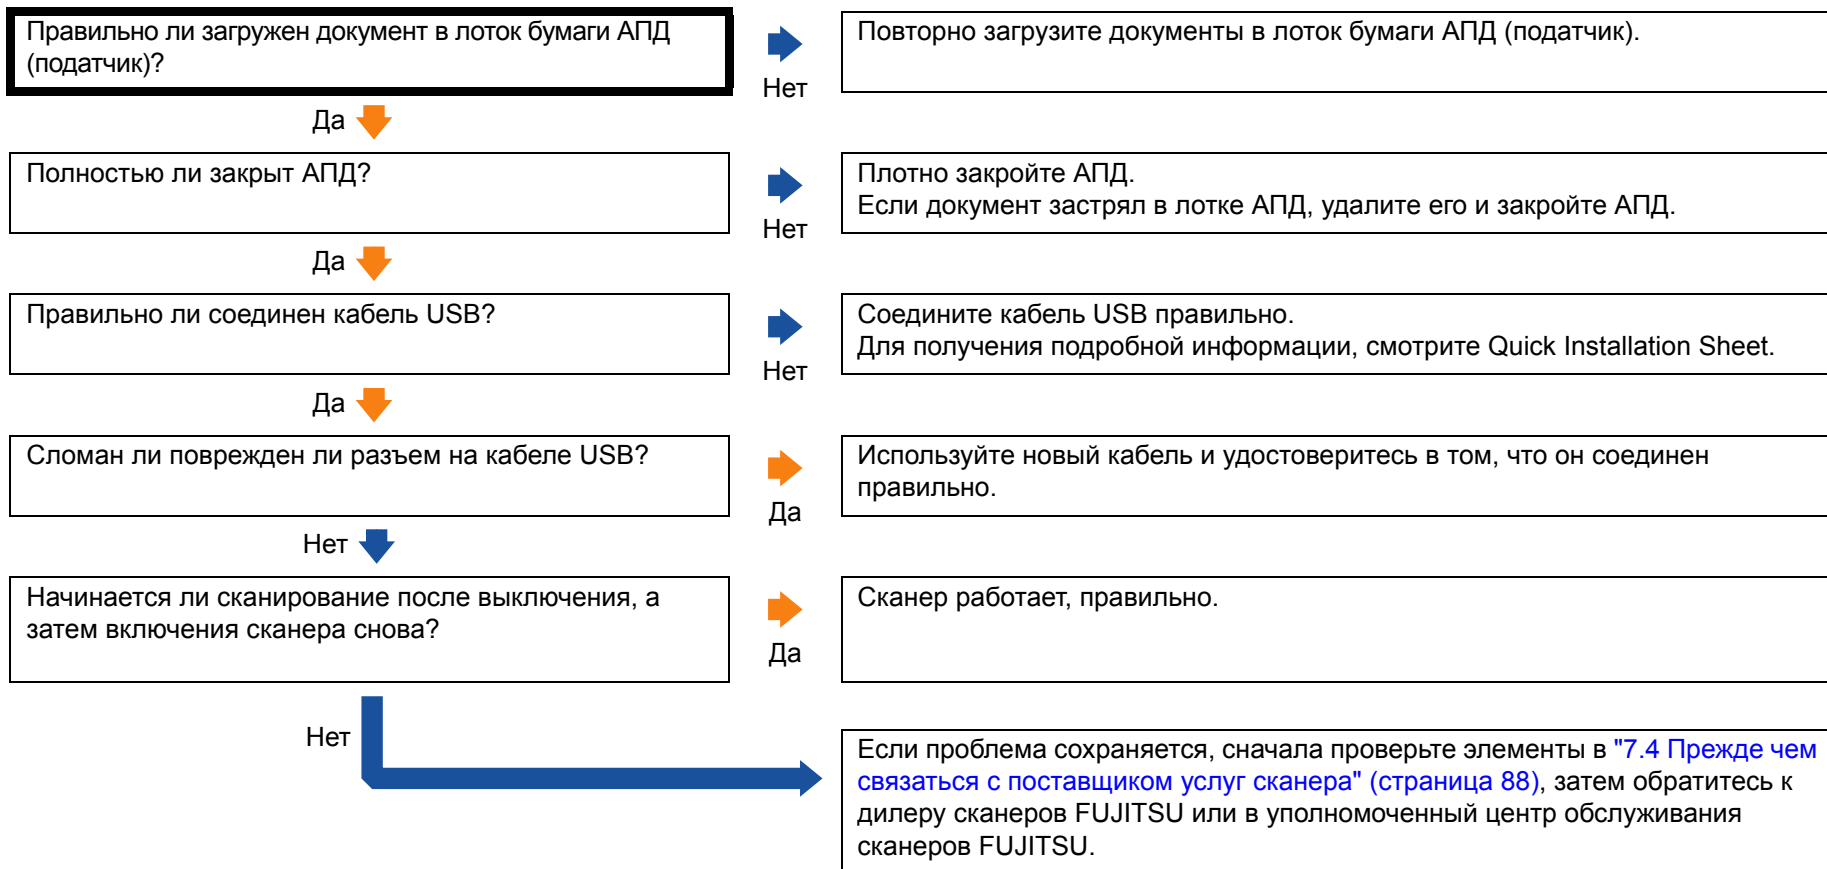 Правильно ли загружен документ в лоток бумаги АПД
(податчик)?
Нет
Повторно загрузите документы в лоток бумаги АПД (податчик).
Да
Полностью ли закрыт АПД?
Нет
Плотно закройте АПД.
Если документ застрял в лотке АПД, удалите его и закройте АПД.
Да
Правильно ли соединен кабель USB?
Нет
Соедините кабель USB правильно.
Для получения подробной информации, смотрите Quick Installation Sheet.
Да
Сломан ли поврежден ли разъем на кабеле USB?
Да
Используйте новый кабель и удостоверитесь в том, что он соединен
правильно.
Нет
Начинается ли сканирование после выключения, а
затем включения сканера снова?
Да
Сканер работает, правильно.
Нет
Если проблема сохраняется, сначала проверьте элементы в "7.4 Прежде чем
связаться с поставщиком услуг сканера" (страница 88), затем обратитесь к
дилеру сканеров FUJITSU или в уполномоченный центр обслуживания
сканеров FUJITSU.